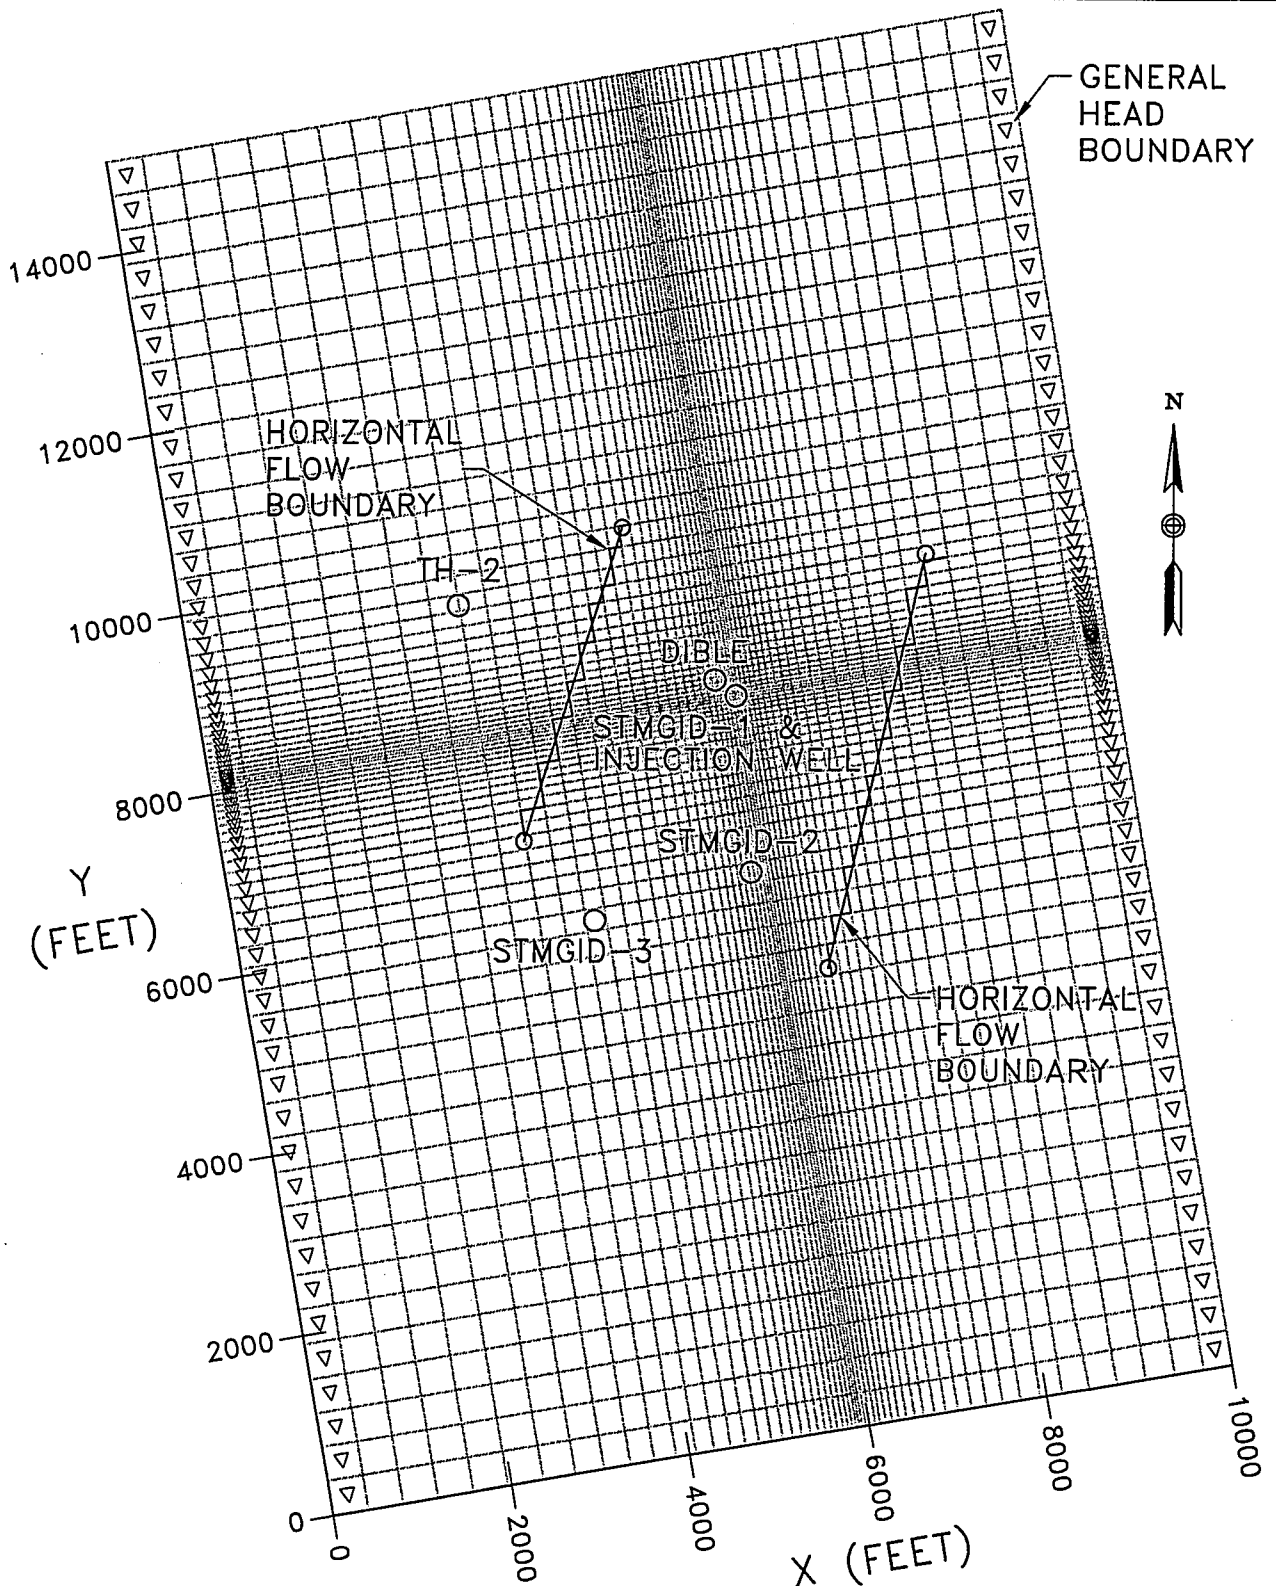 GENERAL
HEAD
BOUNDARY
14000
12000
HORIZONTAL
FLOW
BOUNDARY
N
TH-2
10000
DIBLE
STMGID-1 &
INJECTION WELL
8000
STMGID-2
Y
(FEET)
STMGID-3
6000
HORIZONTAL
FLOW
BOUNDARY
4000
2000
0
0
2000
4000
6000
8000
10000
X (FEET)